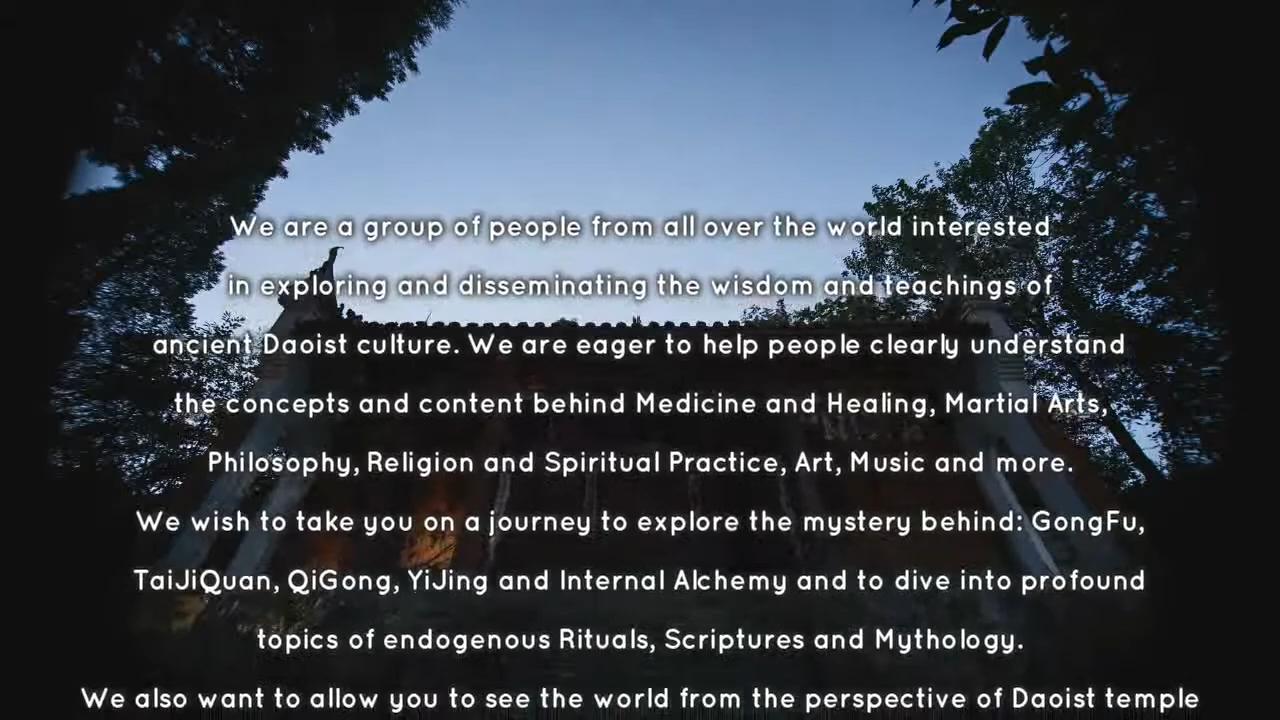 We are a group of people from all over the world interested
in exploring and disseminating the wisdom and teachings of
ancient Daoist culture. We are eager to help people clearly understand
the concepts and content behind Medicine and Healing, Martial Arts,
Philosophy, Religion and Spiritual Practice, Art, Music and more.
We wish to take you on a journey to explore the mystery behind: GongFu,
TaiJiQuan, QiGong, YiJing and Internal Alchemy and to dive into profound
topics of endogenous Rituals, Scriptures and Mythology.
We also want to allow you to see the world from the perspective of Daoist temple